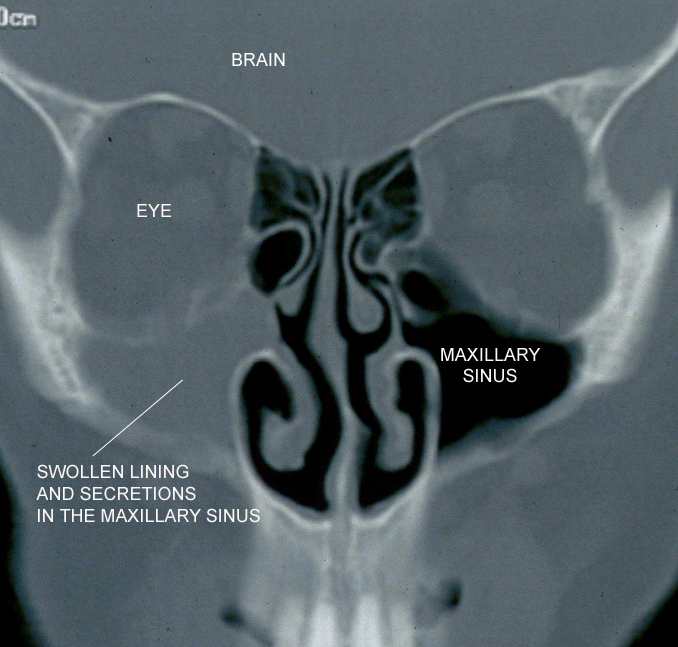 0cm
BRAIN
EYE
MAXILLARY
SINUS
SWOLLEN LINING
AND SECRETIONS
IN THE MAXILLARY SINUS